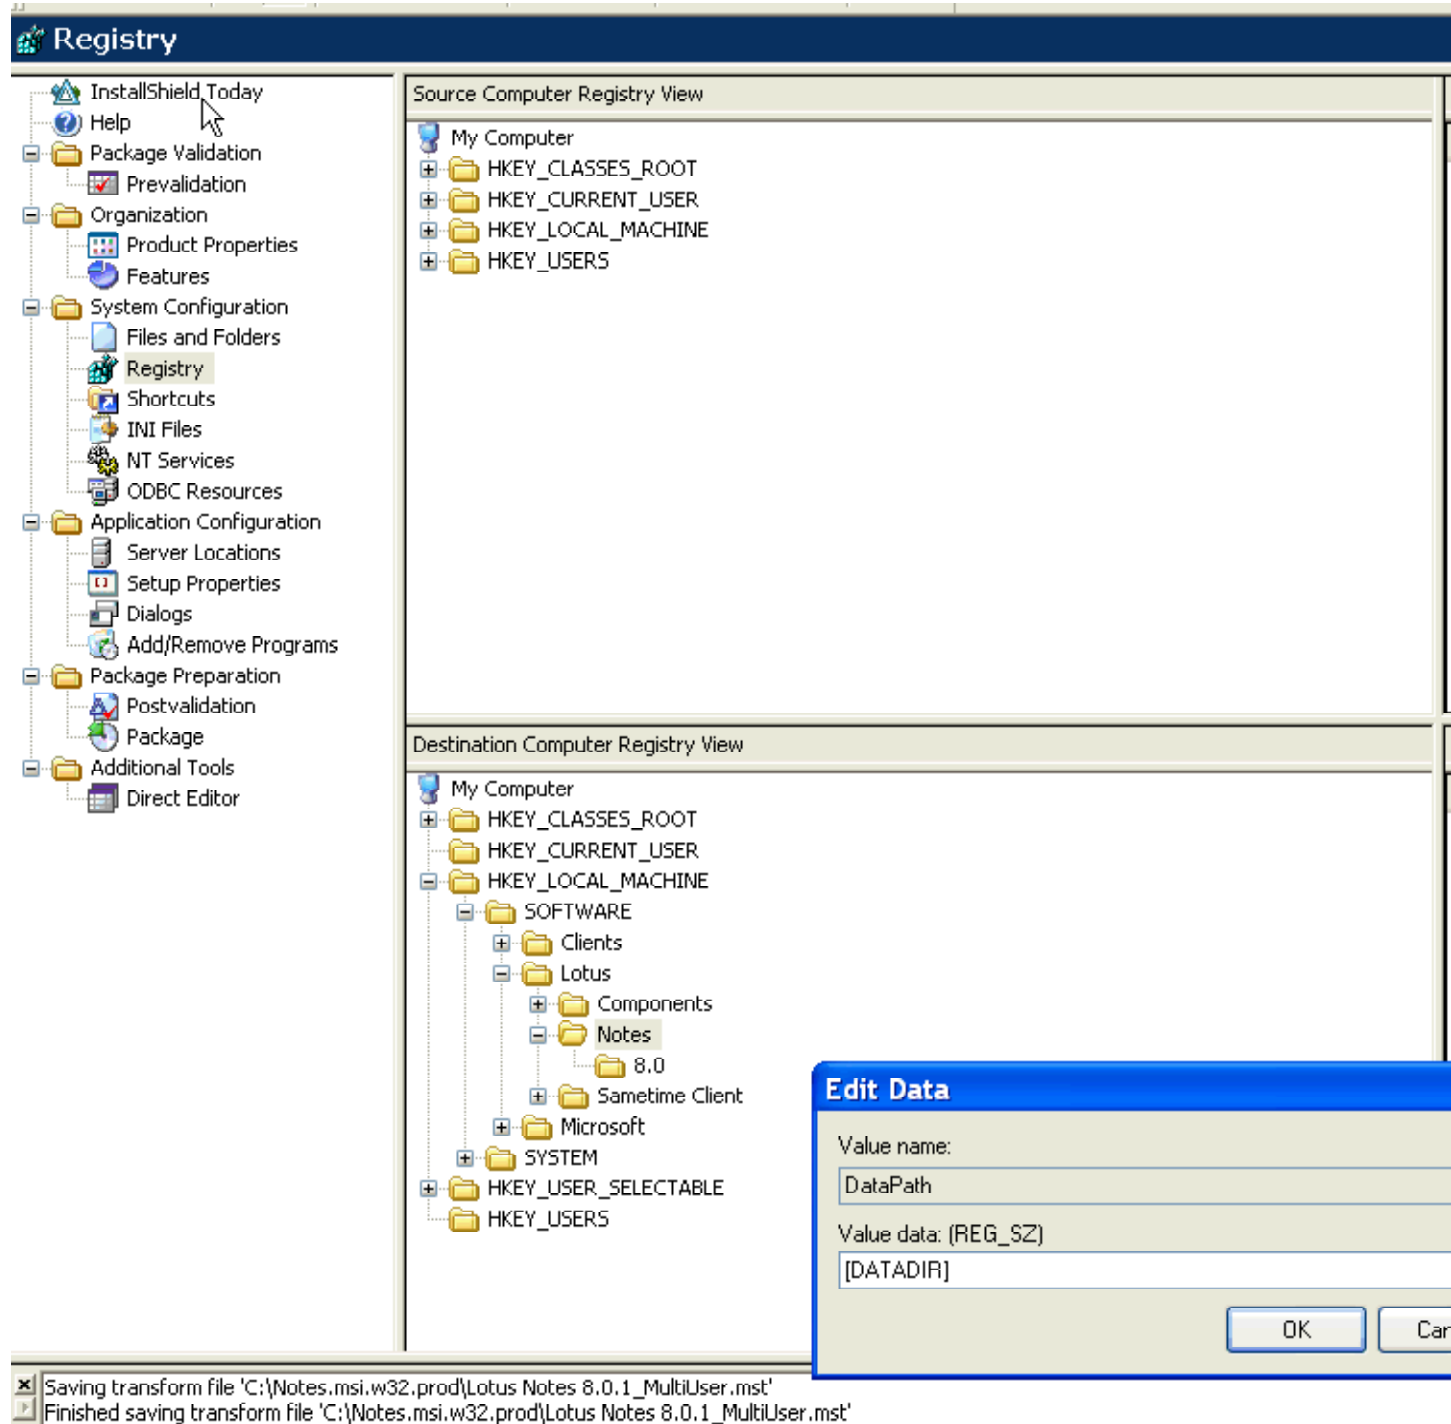 Registry
InstallShield Today
Help
Package Validation
Prevalidation
Organization
Product Properties
Features
System Configuration
Files and Folders
Registry
Shortcuts
INI Files
NT Services
ODBC Resources
Application Configuration
Server Locations
Setup Properties
Dialogs
Add/Remove Programs
Package Preparation
Postvalidation
Package
Additional Tools
Direct Editor
Source Computer Registry View
My Computer
HKEY_CLASSES_ROOT
HKEY_CURRENT_USER
HKEY_LOCAL_MACHINE
HKEY_USERS
Destination Computer Registry View
My Computer
HKEY_CLASSES_ROOT
HKEY_CURRENT_USER
HKEY_LOCAL_MACHINE
SOFTWARE
Clients
Lotus
Components
Notes
8.0
Sametime Client
Microsoft
SYSTEM
HKEY_USER_SELECTABLE
HKEY_USERS
Edit Data
Value name:
DataPath
Value data: (REG_SZ)
[DATADIR]
OK
Can
Saving transform file 'C:\Notes.msi.w32.prod\Lotus Notes 8.0.1_MultiUser.mst'
Finished saving transform file 'C:\Notes.msi.w32.prod\Lotus Notes 8.0.1_MultiUser.mst'